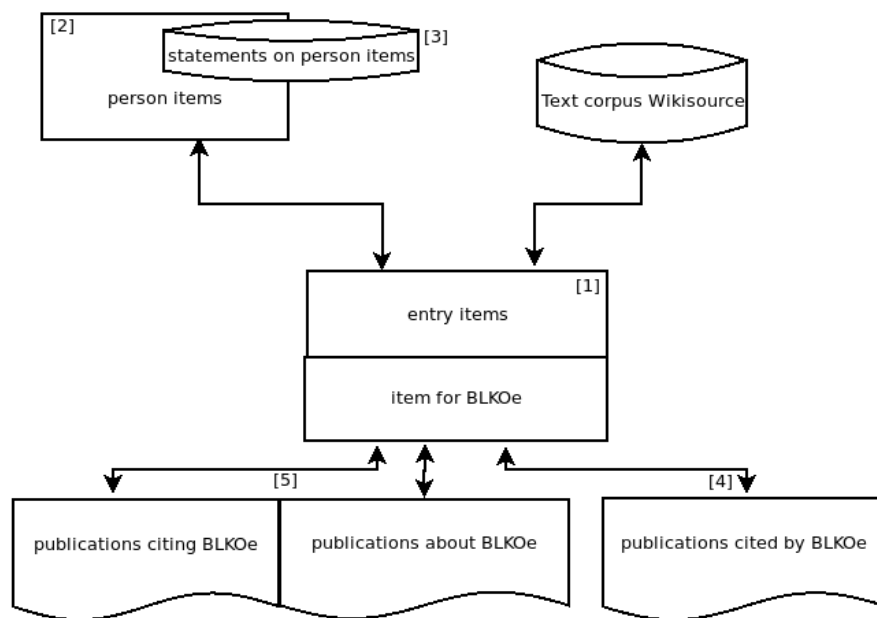 [2]
statements on person items
[3]
person items
Text corpus Wikisource
[1]
entry items
item for BLKOe
[5]
[4]
publications citing BLKOe
publications about BLKOe
publications cited by BLKOe